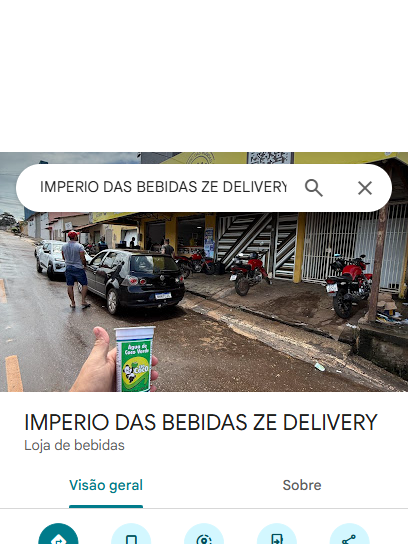 IMPERIO DAS BEBIDAS ZE DELIVERY
Água de
Coco Verde
IMPERIO DAS BEBIDAS ZE DELIVERY
Loja de bebidas
Visão geral
Sobre